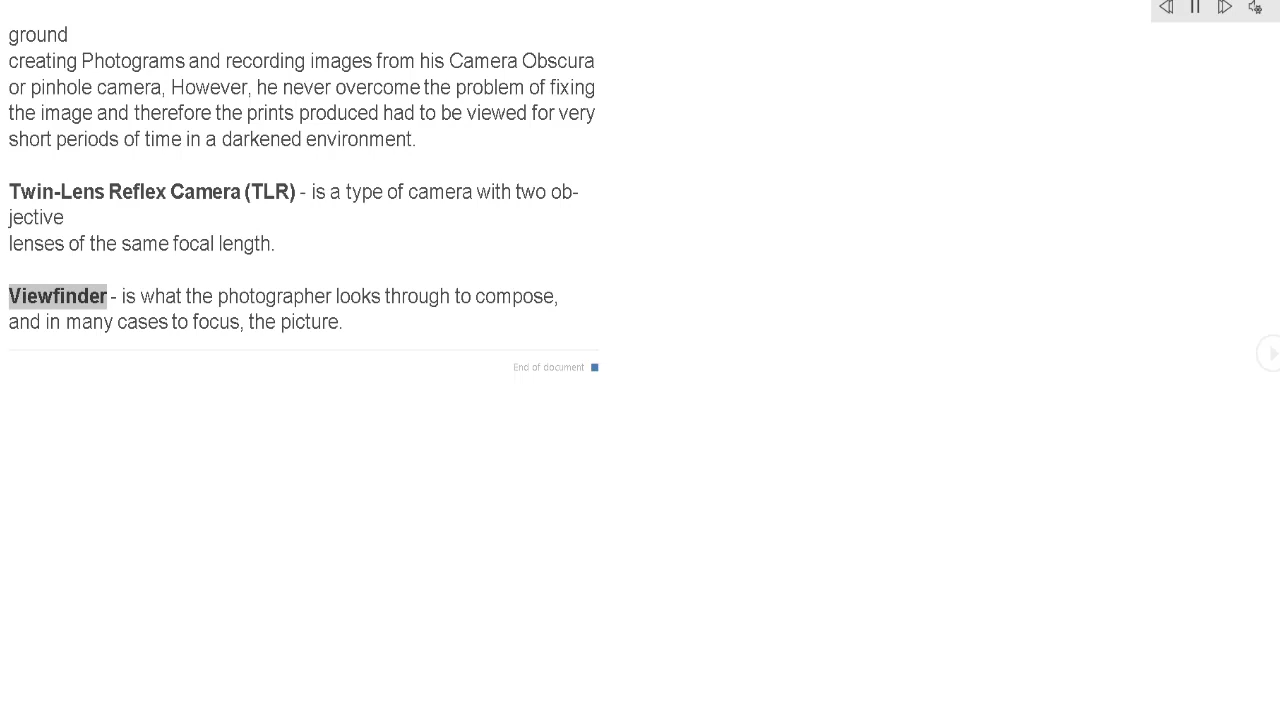 ground
creating Photograms and recording images from his Camera Obscura
or pinhole camera, However, he never overcome the problem of fixing
the image and therefore the prints produced had to be viewed for very
short periods of time in a darkened environment.
Twin-Lens Reflex Camera (TLR) - is a type of camera with two ob-
jective
lenses of the same focal length.
Viewfinder - is what the photographer looks through to compose,
and in many cases to focus, the picture.
End of document